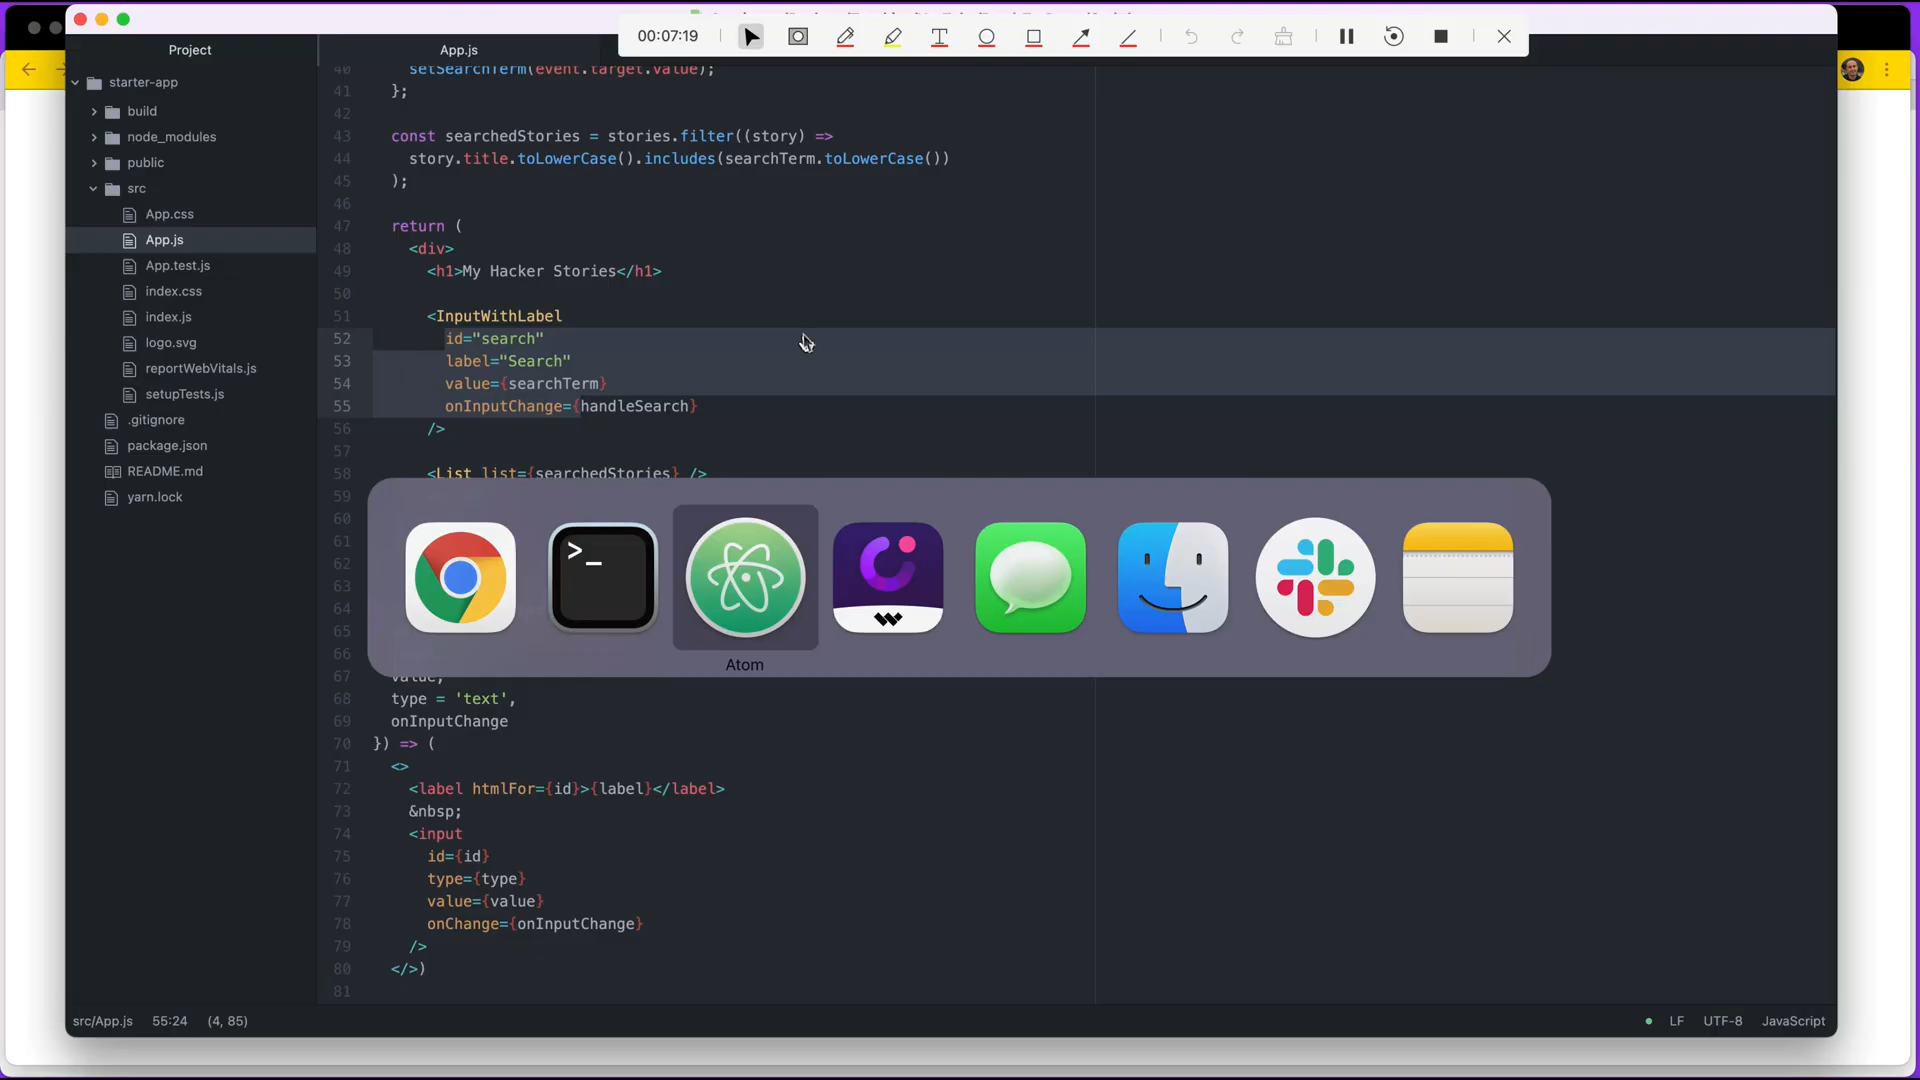 00:07:19
Project
App.js
starter-app
build
node_modules
public
src
App.css
App.js
App.test.js
index.css
index.js
logo.svg
reportWebVitals.js
setupTests.js
.gitignore
package.json
README.md
yarn.lock
40 setSearchTerm(event.target.value);
41 };
42
43 const searchedStories = stories.filter((story) =>
44 story.title.toLowerCase().includes(searchTerm.toLowerCase())
45 );
46
47 return (
48 <div>
49 <h1>My Hacker Stories</h1>
50
51 <InputWithLabel
52 id="search"
53 label="Search"
54 value={searchTerm}
55 onInputChange={handleSearch}
56 />
57
58 <List list={searchedStories} />
59
60
61
62
63
64
65
66
67 value,
68 type = 'text',
69 onInputChange
70 }) => (
71 <>
72 <label htmlFor={id}>{label}</label>
73 &nbsp;
74 <input
75 id={id}
76 type={type}
77 value={value}
78 onChange={onInputChange}
79 />
80 </>)
81
>_
Atom
src/App.js 55:24 (4, 85)
LF UTF-8 JavaScript